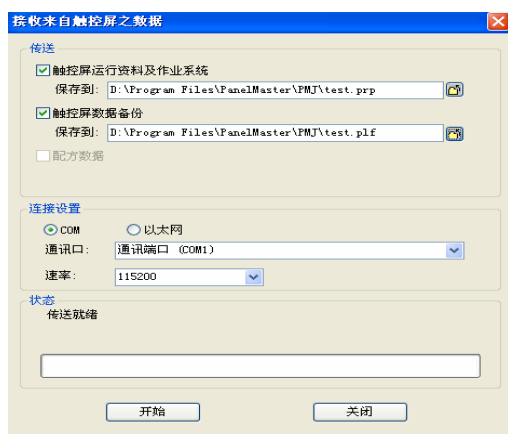 接收来自触控屏之数据
传送
触控屏运行资料及作业系统
保存到: D:\Program Files\PanelMaster\PMJ\test.prp
触控屏数据备份
保存到: D:\Program Files\PanelMaster\PMJ\test.plf
配方数据
连接设置
COM 以太网
通讯口: 通讯端口 (COM1)
速率: 115200
状态
传送就绪
开始 关闭